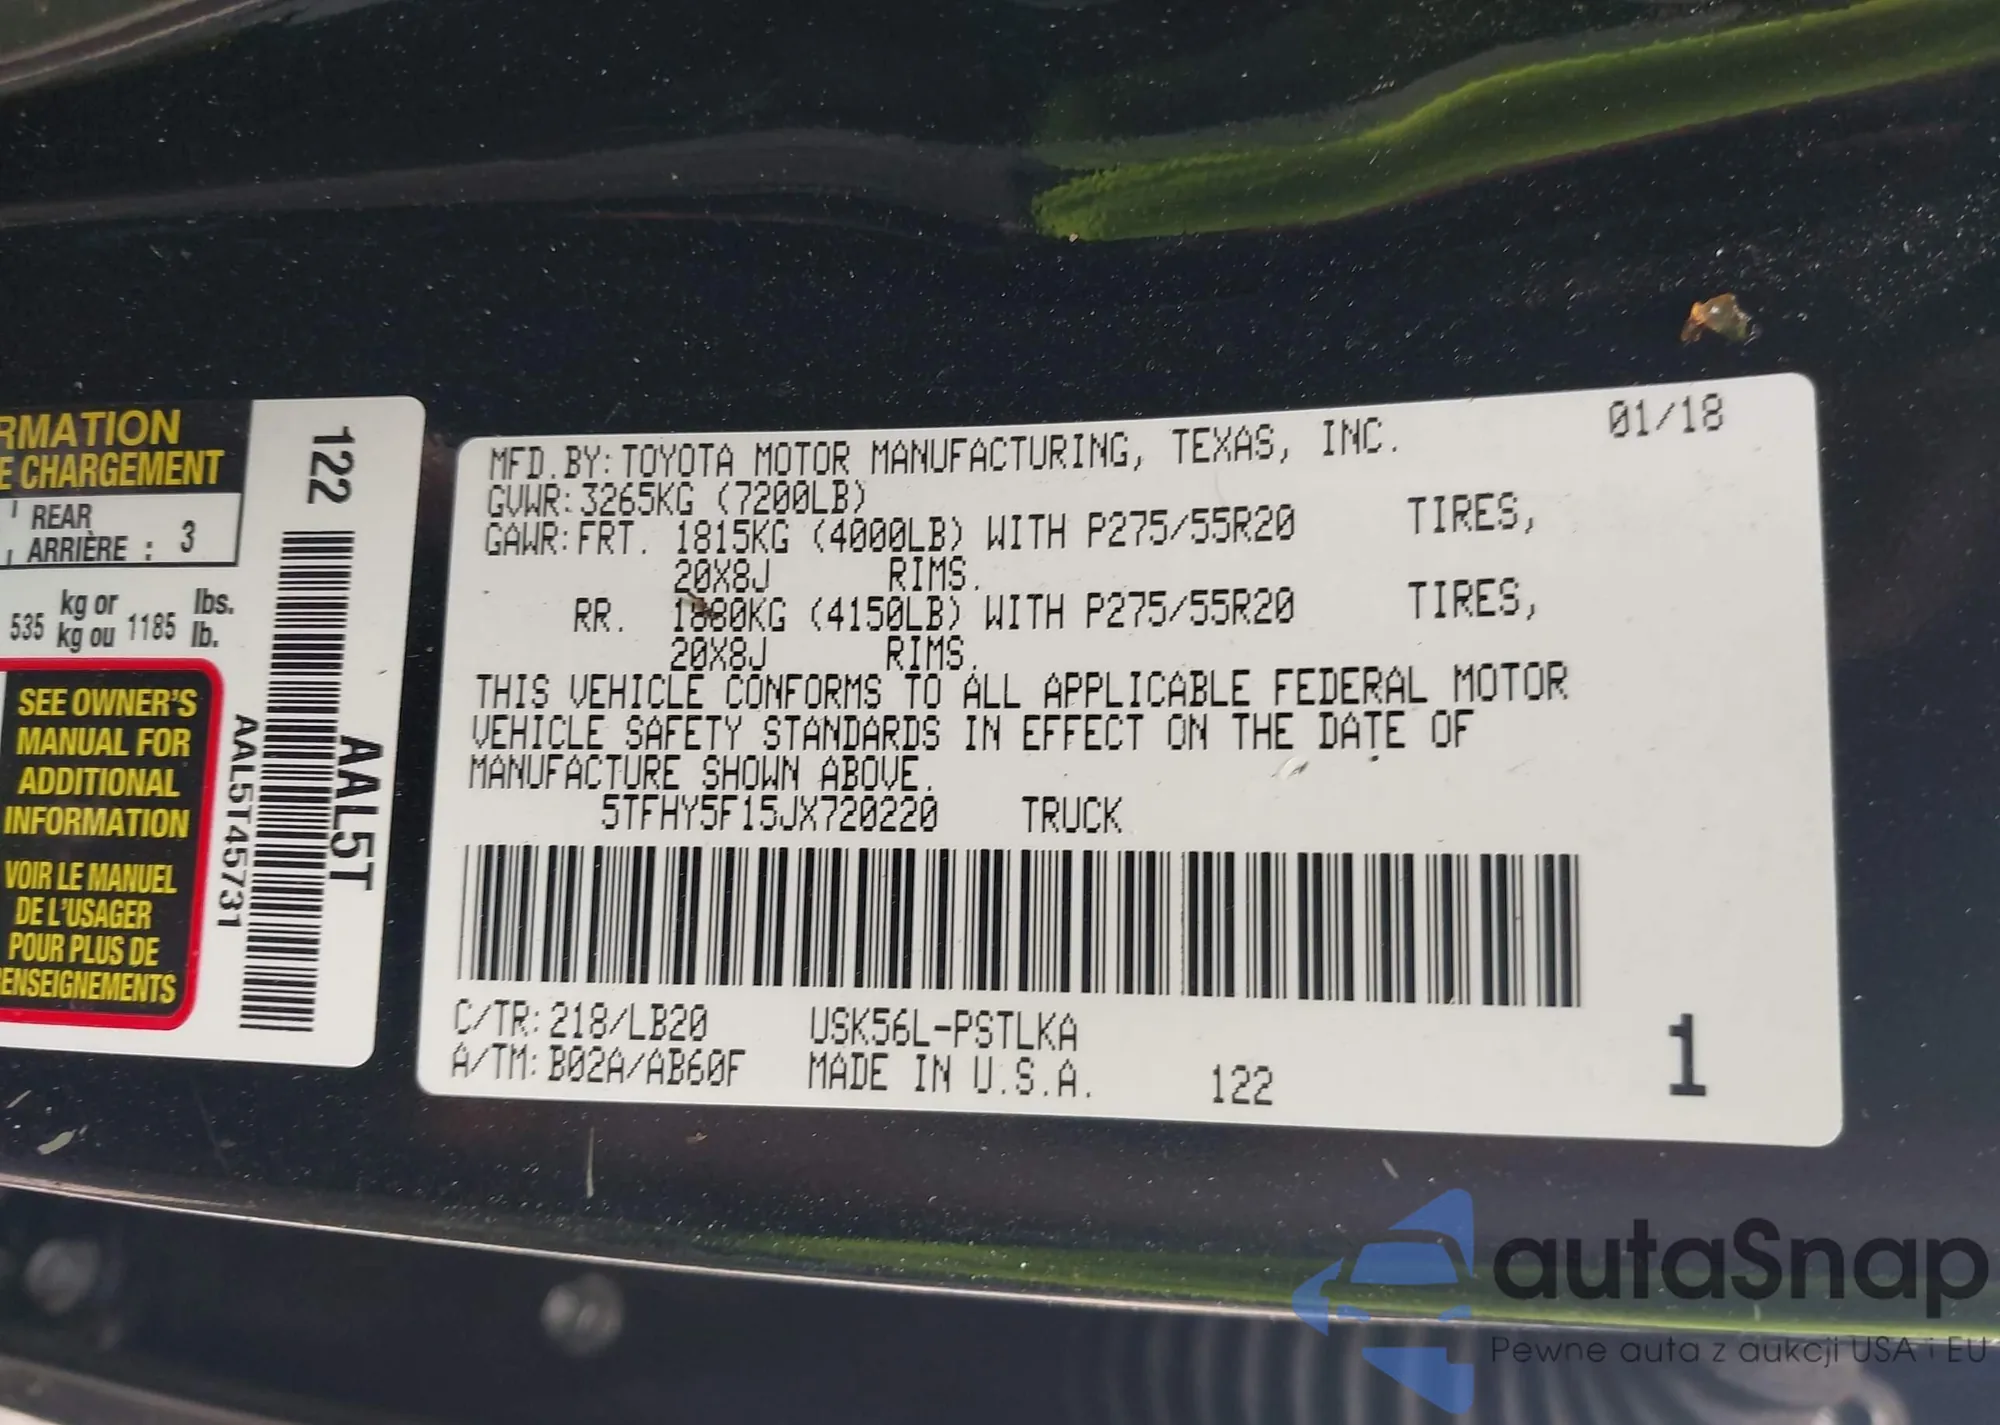 RMATION
E CHARGEMENT
REAR
ARRIÈRE : 3
535 kg or 1185 lbs.
kg ou lb.
SEE OWNER'S
MANUAL FOR
ADDITIONAL
INFORMATION
VOIR LE MANUEL
DE L'USAGER
POUR PLUS DE
RENSEIGNEMENTS
122
AAL5T
AAL5T45731
01/18
MFD.BY:TOYOTA MOTOR MANUFACTURING, TEXAS, INC.
GVWR:3265KG (7200LB)
GAWR:FRT. 1815KG (4000LB) WITH P275/55R20 TIRES,
20X8J RIMS.
RR. 1880KG (4150LB) WITH P275/55R20 TIRES,
20X8J RIMS.
THIS VEHICLE CONFORMS TO ALL APPLICABLE FEDERAL MOTOR
VEHICLE SAFETY STANDARDS IN EFFECT ON THE DATE OF
MANUFACTURE SHOWN ABOVE.
5TFHY5F15JX720220 TRUCK
C/TR:218/LB20 USK56L-PSTLKA
A/TM:B02A/AB60F MADE IN U.S.A. 122
1
autaSnap
Pewne auta z aukcji USA i EU